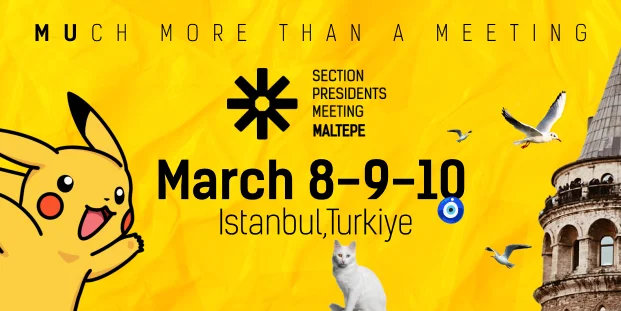 MUCH MORE THAN A MEETING
SECTION
PRESIDENTS
MEETING
MALTEPE
March 8-9-10
Istanbul,Turkiye